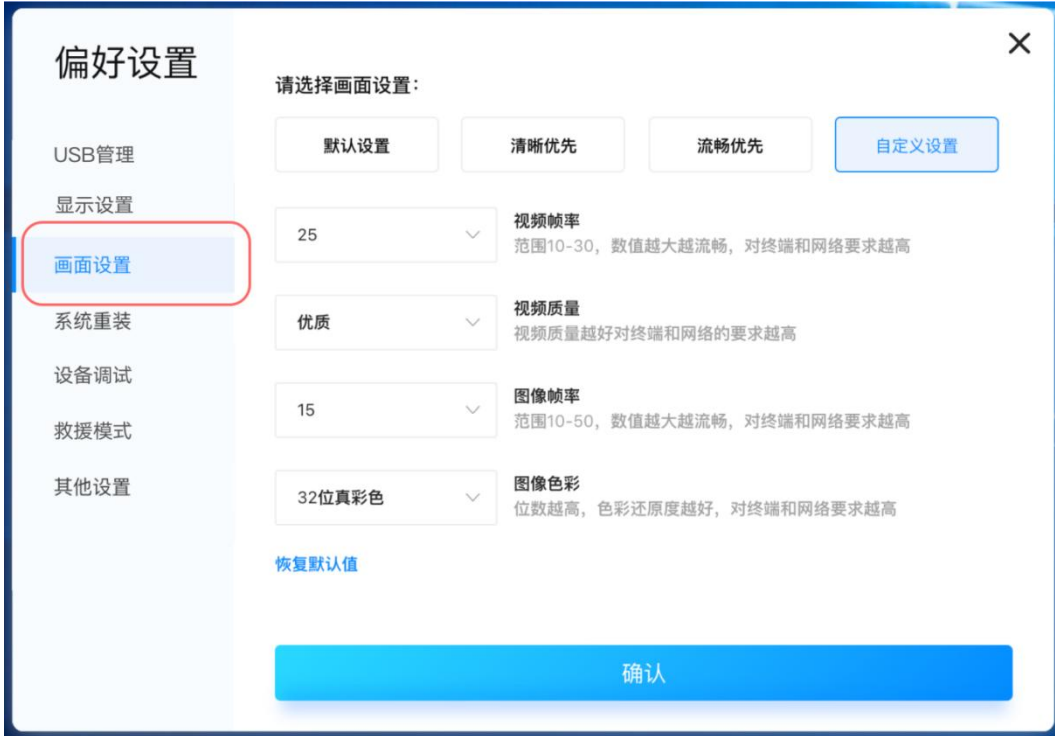 偏好设置
USB管理
显示设置
画面设置
系统重装
设备调试
救援模式
其他设置
请选择画面设置：
默认设置
清晰优先
流畅优先
自定义设置
25
视频帧率
范围10-30，数值越大越流畅，对终端和网络要求越高
优质
视频质量
视频质量越好对终端和网络的要求越高
15
图像帧率
范围10-50，数值越大越流畅，对终端和网络要求越高
32位真彩色
图像色彩
位数越高，色彩还原度越好，对终端和网络要求越高
恢复默认值
确认